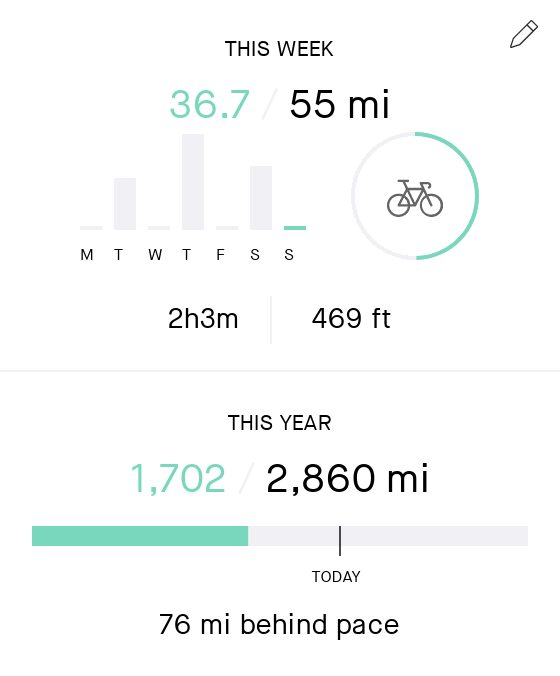 THIS WEEK
36.7 / 55 mi
M T W T F S S
2h3m 469 ft
THIS YEAR
1,702 / 2,860 mi
TODAY
76 mi behind pace